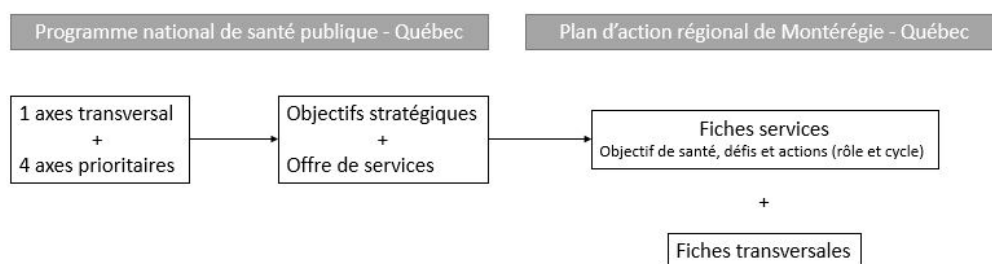 Programme national de santé publique - Québec
Plan d'action régional de Montérégie - Québec
1 axes transversal
+
4 axes prioritaires
Objectifs stratégiques
+
Offre de services
Fiches services
Objectif de santé, défis et actions (rôle et cycle)
+
Fiches transversales